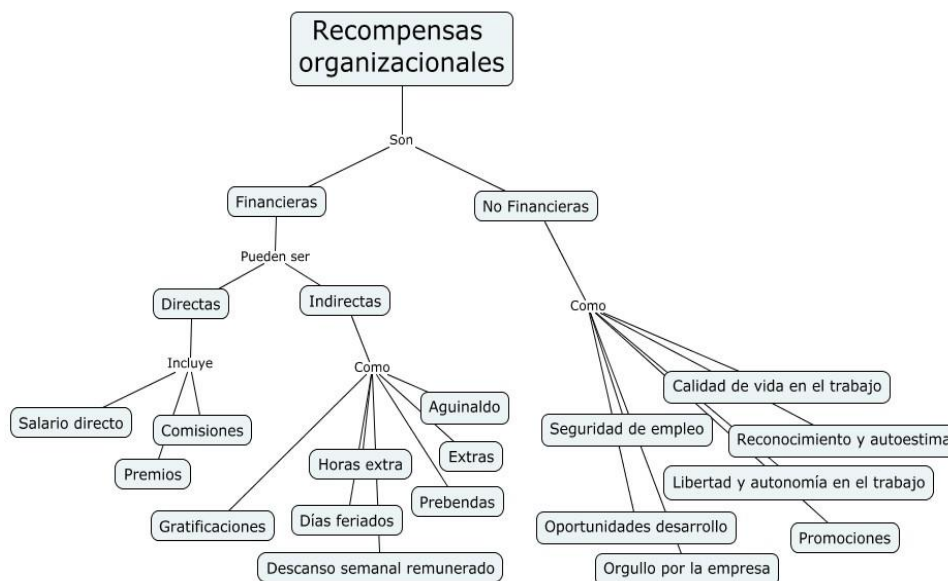 Recompensas
organizacionales
Son
Financieras
No Financieras
Pueden ser
Directas
Indirectas
Como
Incluye
Como
Calidad de vida en el trabajo
Aguinaldo
Salario directo
Comisiones
Seguridad de empleo
Reconocimiento y autoestima
Extras
Horas extra
Premios
Libertad y autonomía en el trabajo
Prebendas
Gratificaciones
Días feriados
Oportunidades desarrollo
Promociones
Descanso semanal remunerado
Orgullo por la empresa